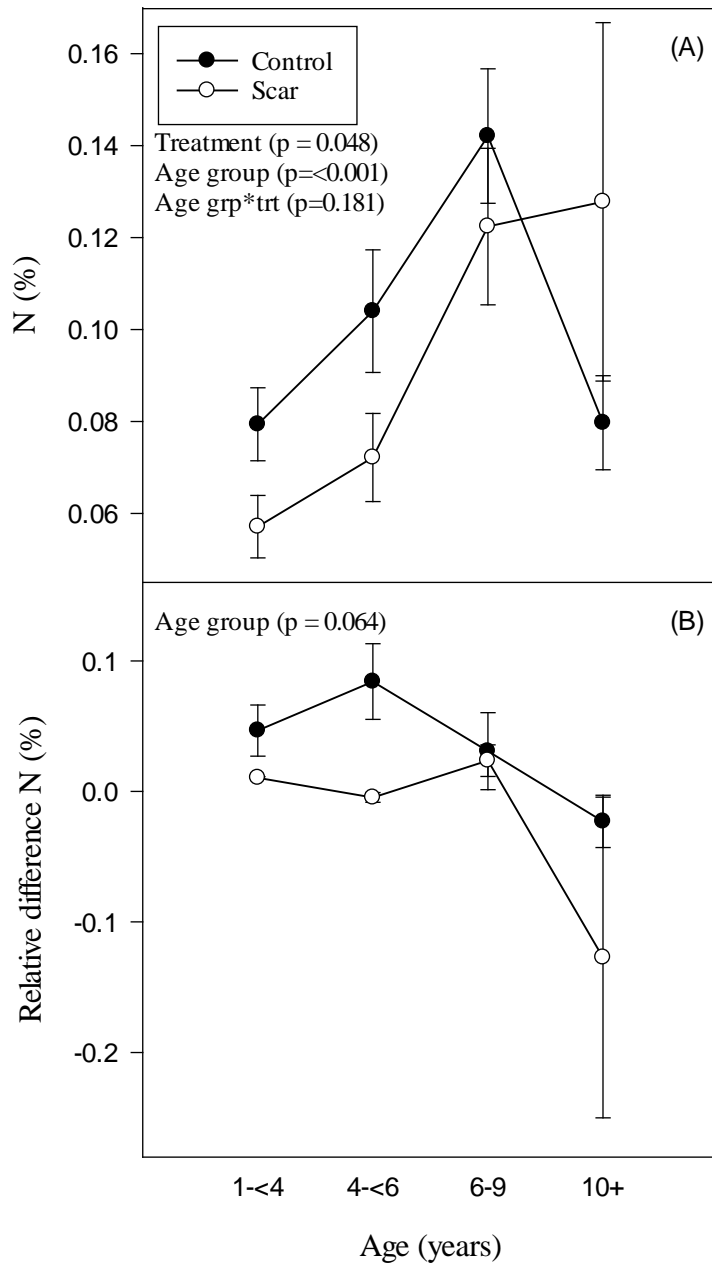 (A)
Control
Scar
Treatment (p = 0.048)
Age group (p=<0.001)
Age grp*trt (p=0.181)
0.16
0.14
0.12
0.10
0.08
0.06
N (%)
Age group (p = 0.064)
(B)
0.1
0.0
-0.1
-0.2
Relative difference N (%)
1-<4 4-<6 6-9 10+
Age (years)